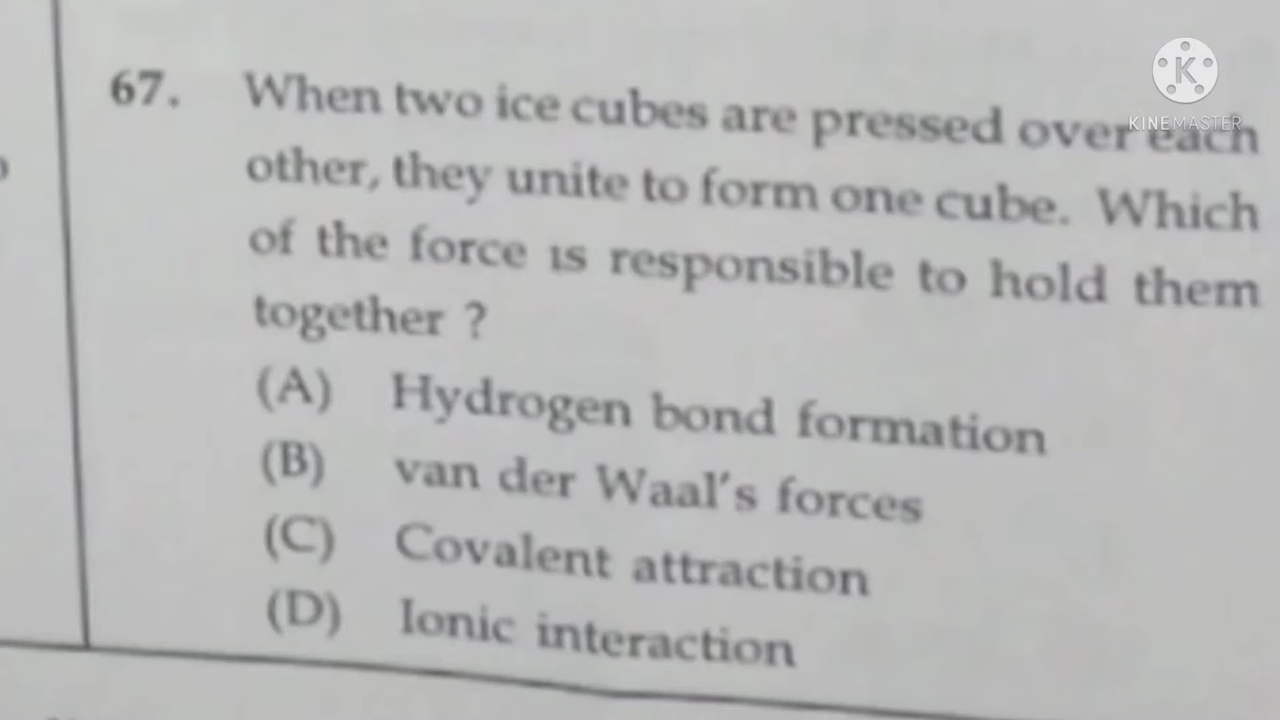 67. When two ice cubes are pressed over each
other, they unite to form one cube. Which
of the force is responsible to hold them
together ?
(A) Hydrogen bond formation
(B) van der Waal's forces
(C) Covalent attraction
(D) Ionic interaction
K
KINEMASTER